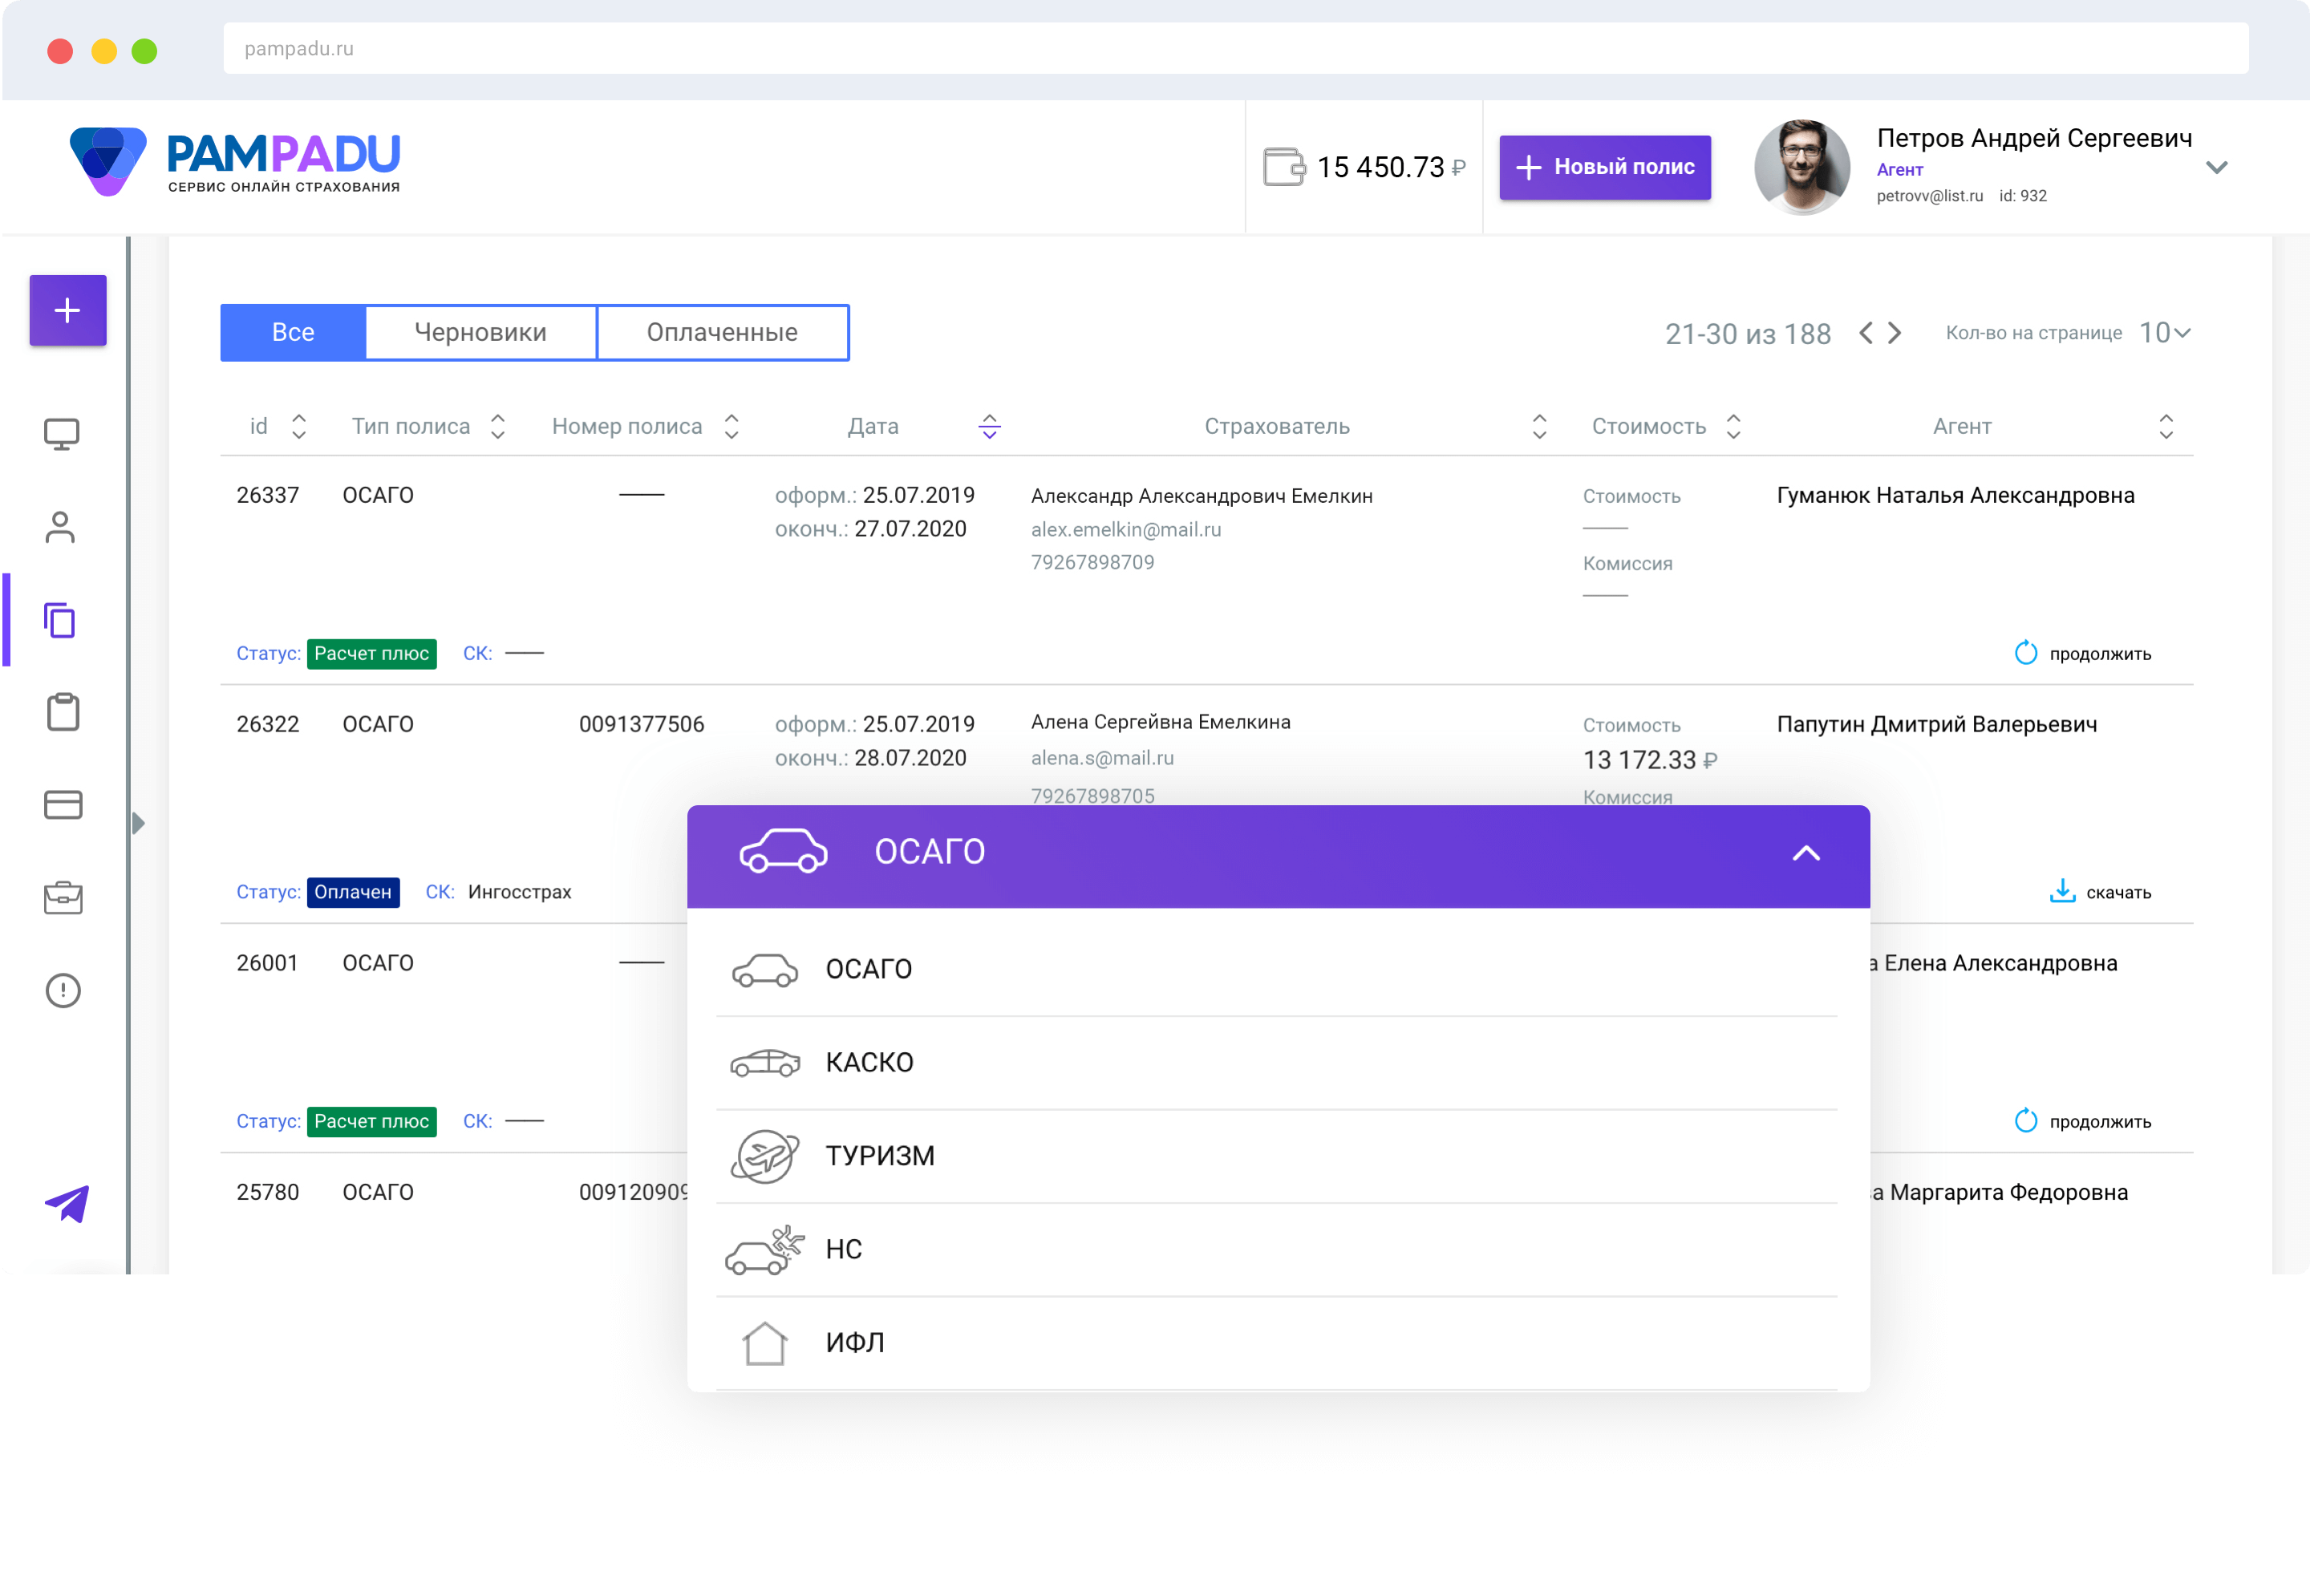 pampadu.ru
PAMPADU
СЕРВИС ОНЛАЙН СТРАХОВАНИЯ
15 450.73 ₽
Новый полис
Петров Андрей Сергеевич
Агент
petrovv@list.ru id: 932
Все Черновики Оплаченные
21-30 из 188 Кол-во на странице 10
id Тип полиса Номер полиса Дата Страхователь Стоимость Агент
26337 ОСАГО оформ.: 25.07.2019 Александр Александрович Емелкин Стоимость Гуманюк Наталья Александровна
оконч.: 27.07.2020 alex.emelkin@mail.ru
79267898709 Комиссия
Статус: Расчет плюс СК: продолжить
26322 ОСАГО 0091377506 оформ.: 25.07.2019 Алена Сергейвна Емелкина Стоимость Папутин Дмитрий Валерьевич
оконч.: 28.07.2020 alena.s@mail.ru 13 172.33 ₽
79267898705 Комиссия
Статус: Оплачен СК: Ингосстрах скачать
26001 ОСАГО а Елена Александровна
Статус: Расчет плюс СК: продолжить
25780 ОСАГО 009120909 ва Маргарита Федоровна
ОСАГО
ОСАГО
КАСКО
ТУРИЗМ
НС
ИФЛ